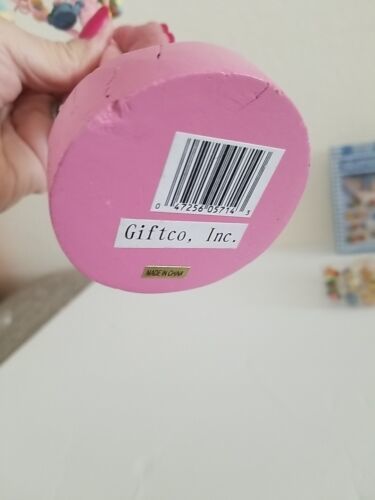 0 47256 05714 3
Giftco, Inc.
MADE IN CHINA